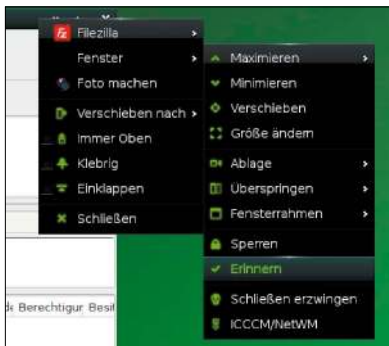 Filezilla
Fenster
Foto machen
Verschieben nach
Immer Oben
Klebrig
Einklappen
Schließen
Maximieren
Minimieren
Verschieben
Größe ändern
Ablage
Überspringen
Fensterrahmen
Sperren
Erinnern
Schließen erzwingen
ICCCM/NetWM
Berechtigur Besit